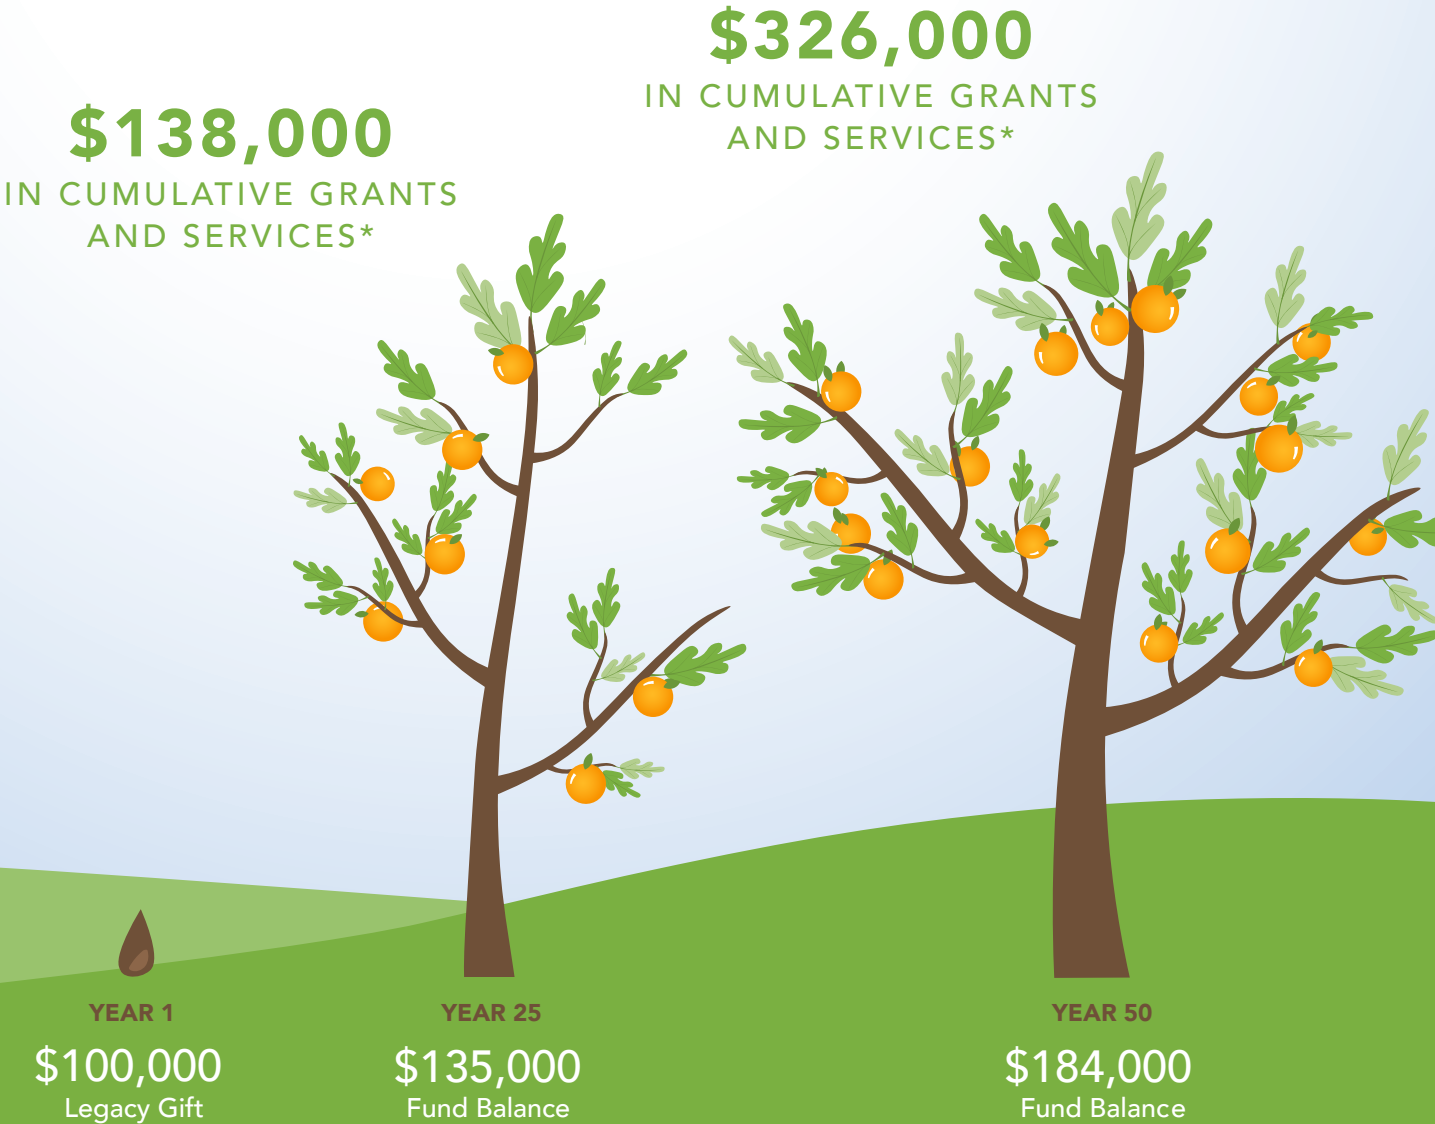 $326,000
IN CUMULATIVE GRANTS
AND SERVICES*
$138,000
IN CUMULATIVE GRANTS
AND SERVICES*
YEAR 1
$100,000
Legacy Gift
YEAR 25
$135,000
Fund Balance
YEAR 50
$184,000
Fund Balance